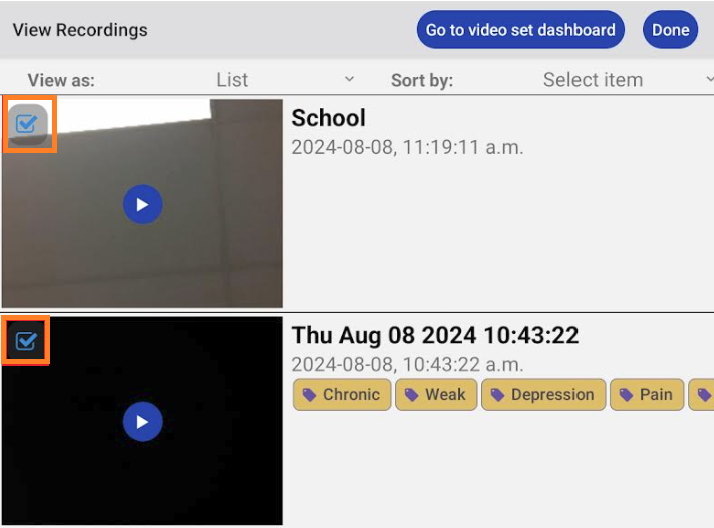 View Recordings Go to video set dashboard Done
View as: List Sort by: Select item
School
2024-08-08, 11:19:11 a.m.
Thu Aug 08 2024 10:43:22
2024-08-08, 10:43:22 a.m.
Chronic Weak Depression Pain